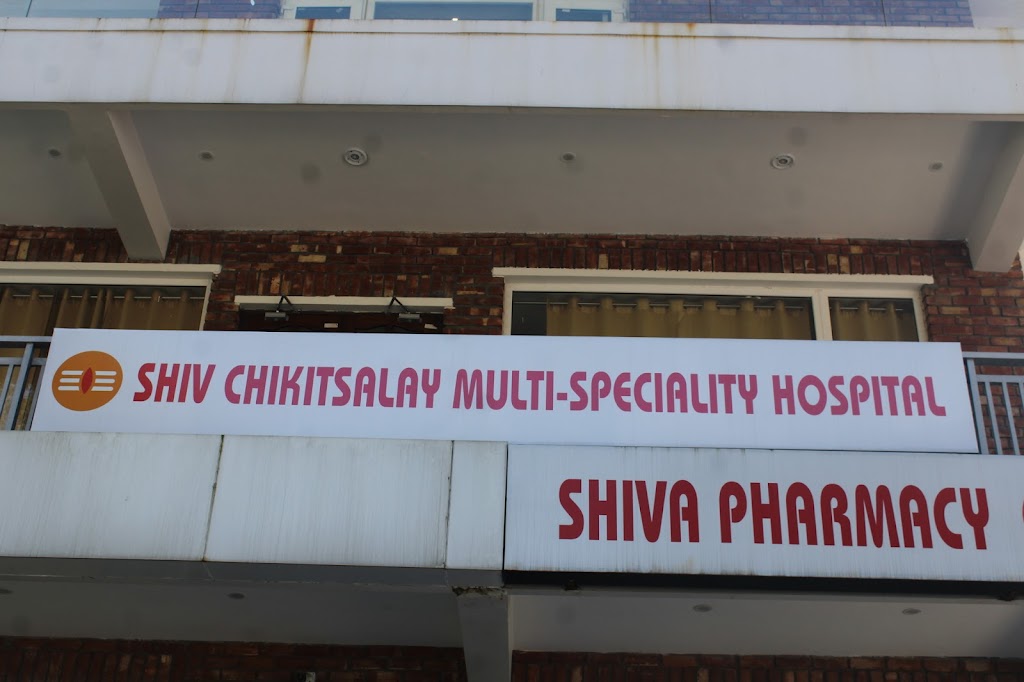 SHIV CHIKITSALAY MULTI-SPECIALITY HOSPITAL
SHIVA PHARMACY